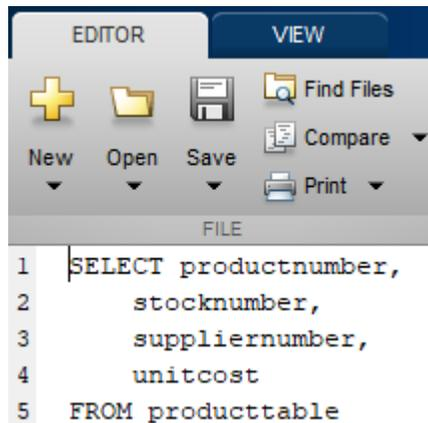 EDITOR VIEW
Find Files
Compare
New Open Save
Print
FILE
1 SELECT productnumber,
2 stocknumber,
3 suppliernumber,
4 unitcost
5 FROM producttable